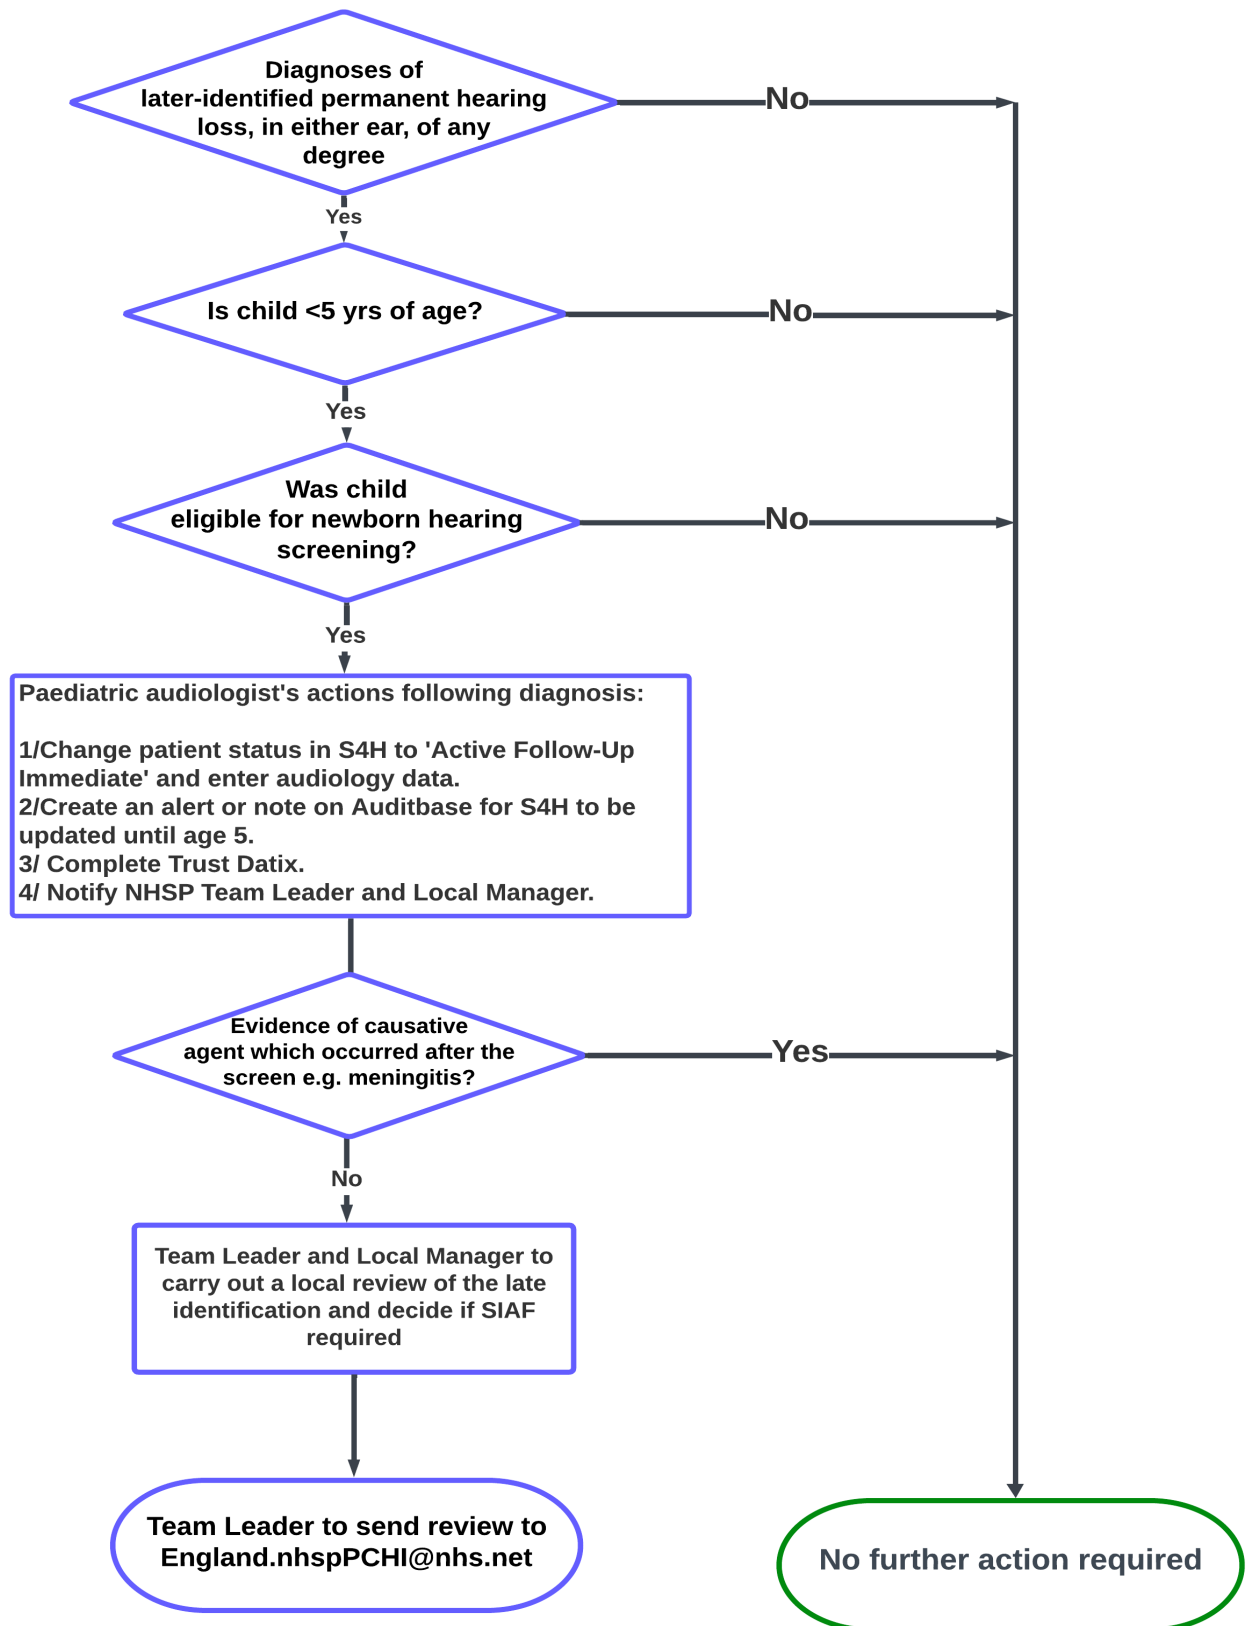 Diagnoses of
later-identified permanent hearing
loss, in either ear, of any
degree
No
Yes
Is child <5 yrs of age?
No
Yes
Was child
eligible for newborn hearing
screening?
No
Yes
Paediatric audiologist's actions following diagnosis:
1/Change patient status in S4H to 'Active Follow-Up
Immediate' and enter audiology data.
2/Create an alert or note on Auditbase for S4H to be
updated until age 5.
3/ Complete Trust Datix.
4/ Notify NHSP Team Leader and Local Manager.
Evidence of causative
agent which occurred after the
screen e.g. meningitis?
Yes
No
Team Leader and Local Manager to
carry out a local review of the late
identification and decide if SIAF
required
Team Leader to send review to
England.nhspPCHI@nhs.net
No further action required